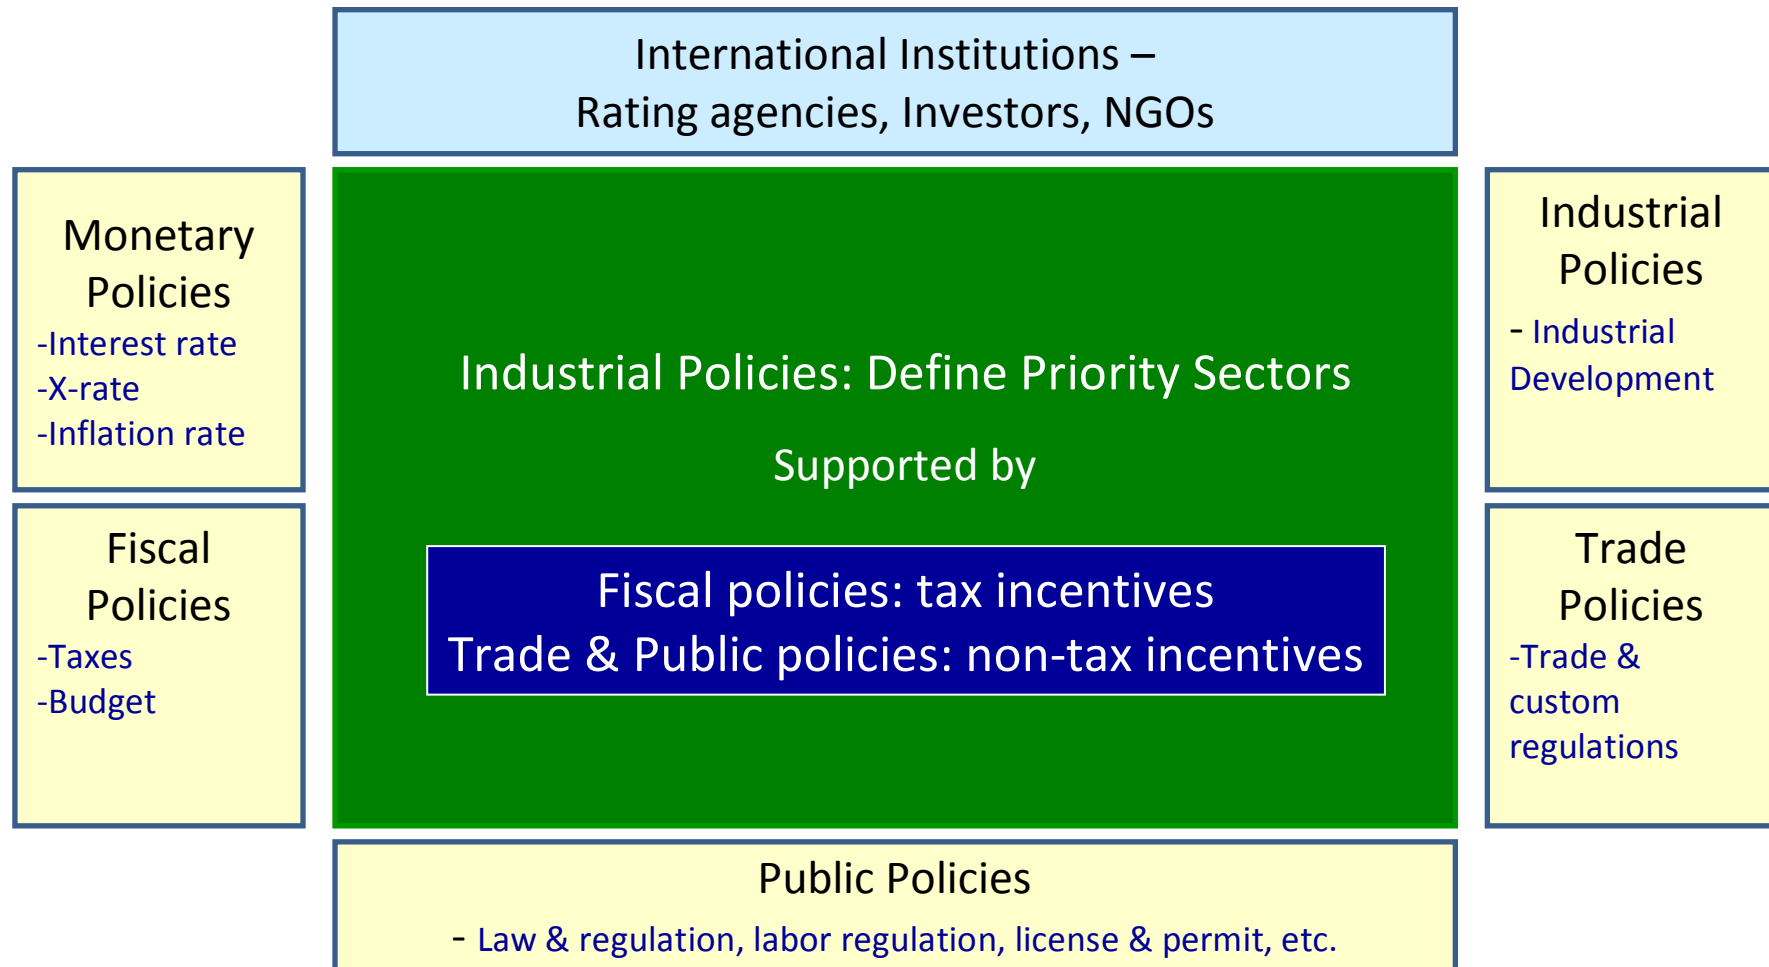 International Institutions –
Rating agencies, Investors, NGOs
Monetary
Policies
-Interest rate
-X-rate
-Inflation rate
Fiscal
Policies
-Taxes
-Budget
Industrial Policies: Define Priority Sectors
Supported by
Fiscal policies: tax incentives
Trade & Public policies: non-tax incentives
Industrial
Policies
- Industrial
Development
Trade
Policies
-Trade &
custom
regulations
Public Policies
- Law & regulation, labor regulation, license & permit, etc.